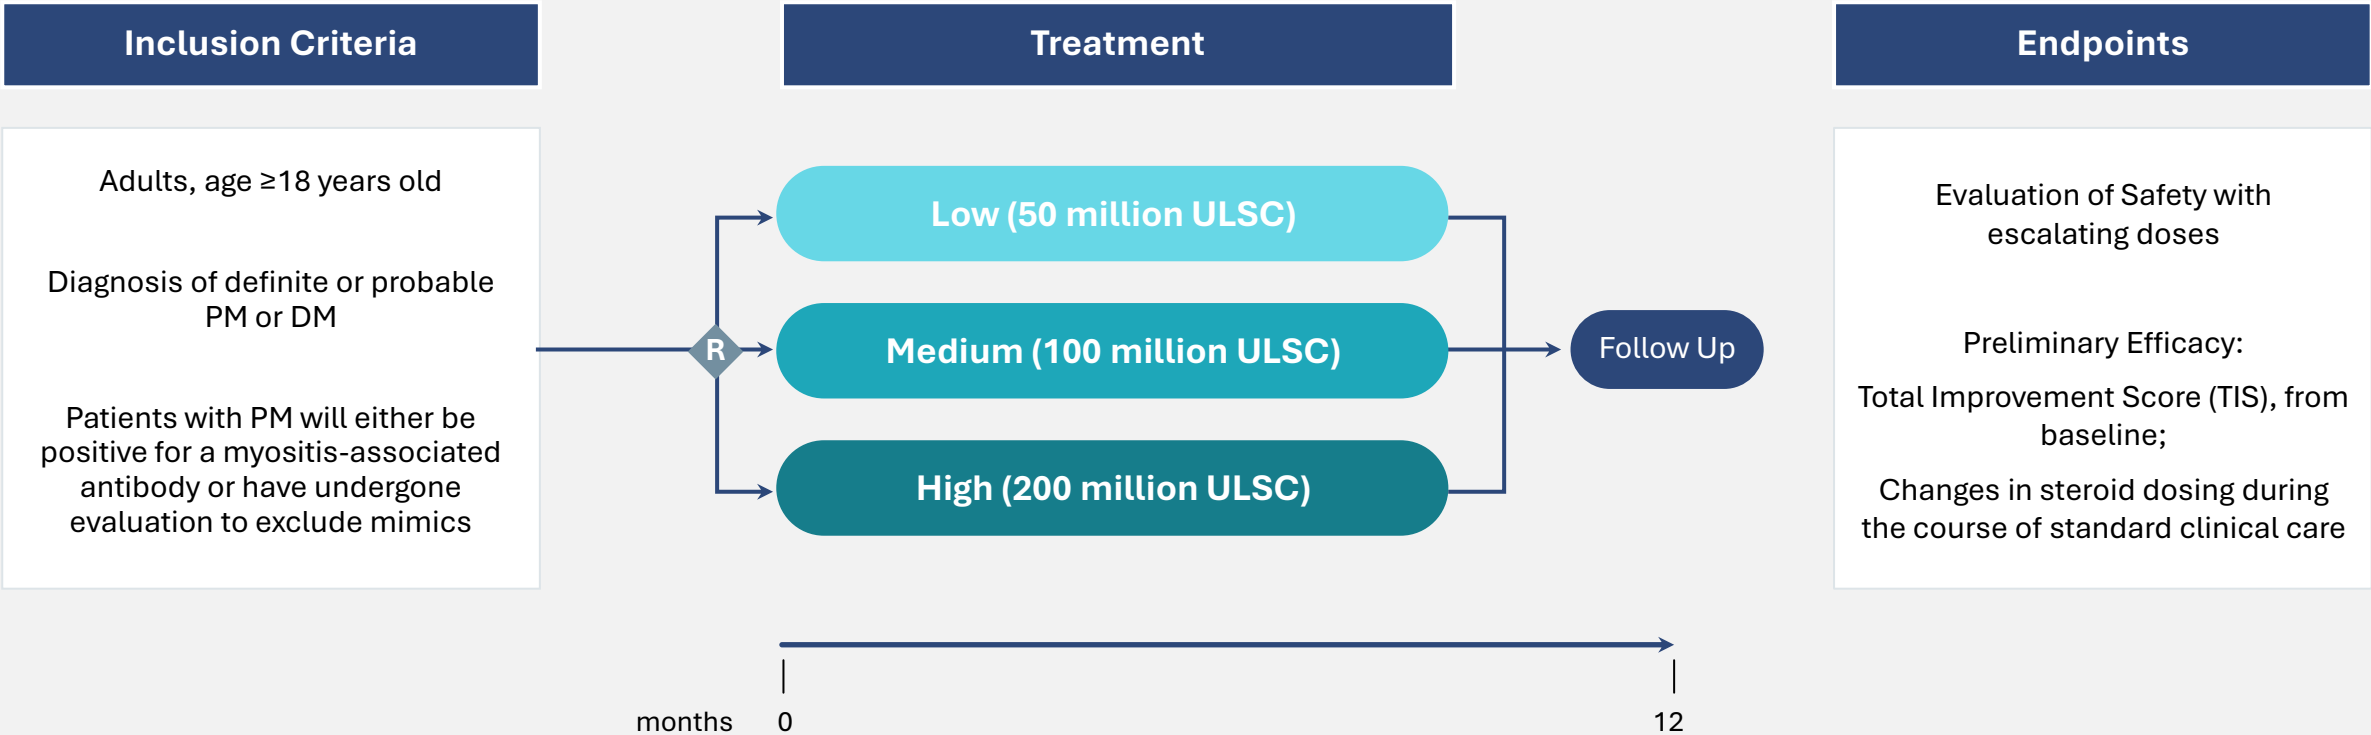 Inclusion Criteria
Adults, age ≥18 years old
Diagnosis of definite or probable
PM or DM
Patients with PM will either be
positive for a myositis-associated
antibody or have undergone
evaluation to exclude mimics
R
Treatment
Low (50 million ULSC)
Medium (100 million ULSC)
High (200 million ULSC)
Follow Up
months 0 12
Endpoints
Evaluation of Safety with
escalating doses
Preliminary Efficacy:
Total Improvement Score (TIS), from
baseline;
Changes in steroid dosing during
the course of standard clinical care